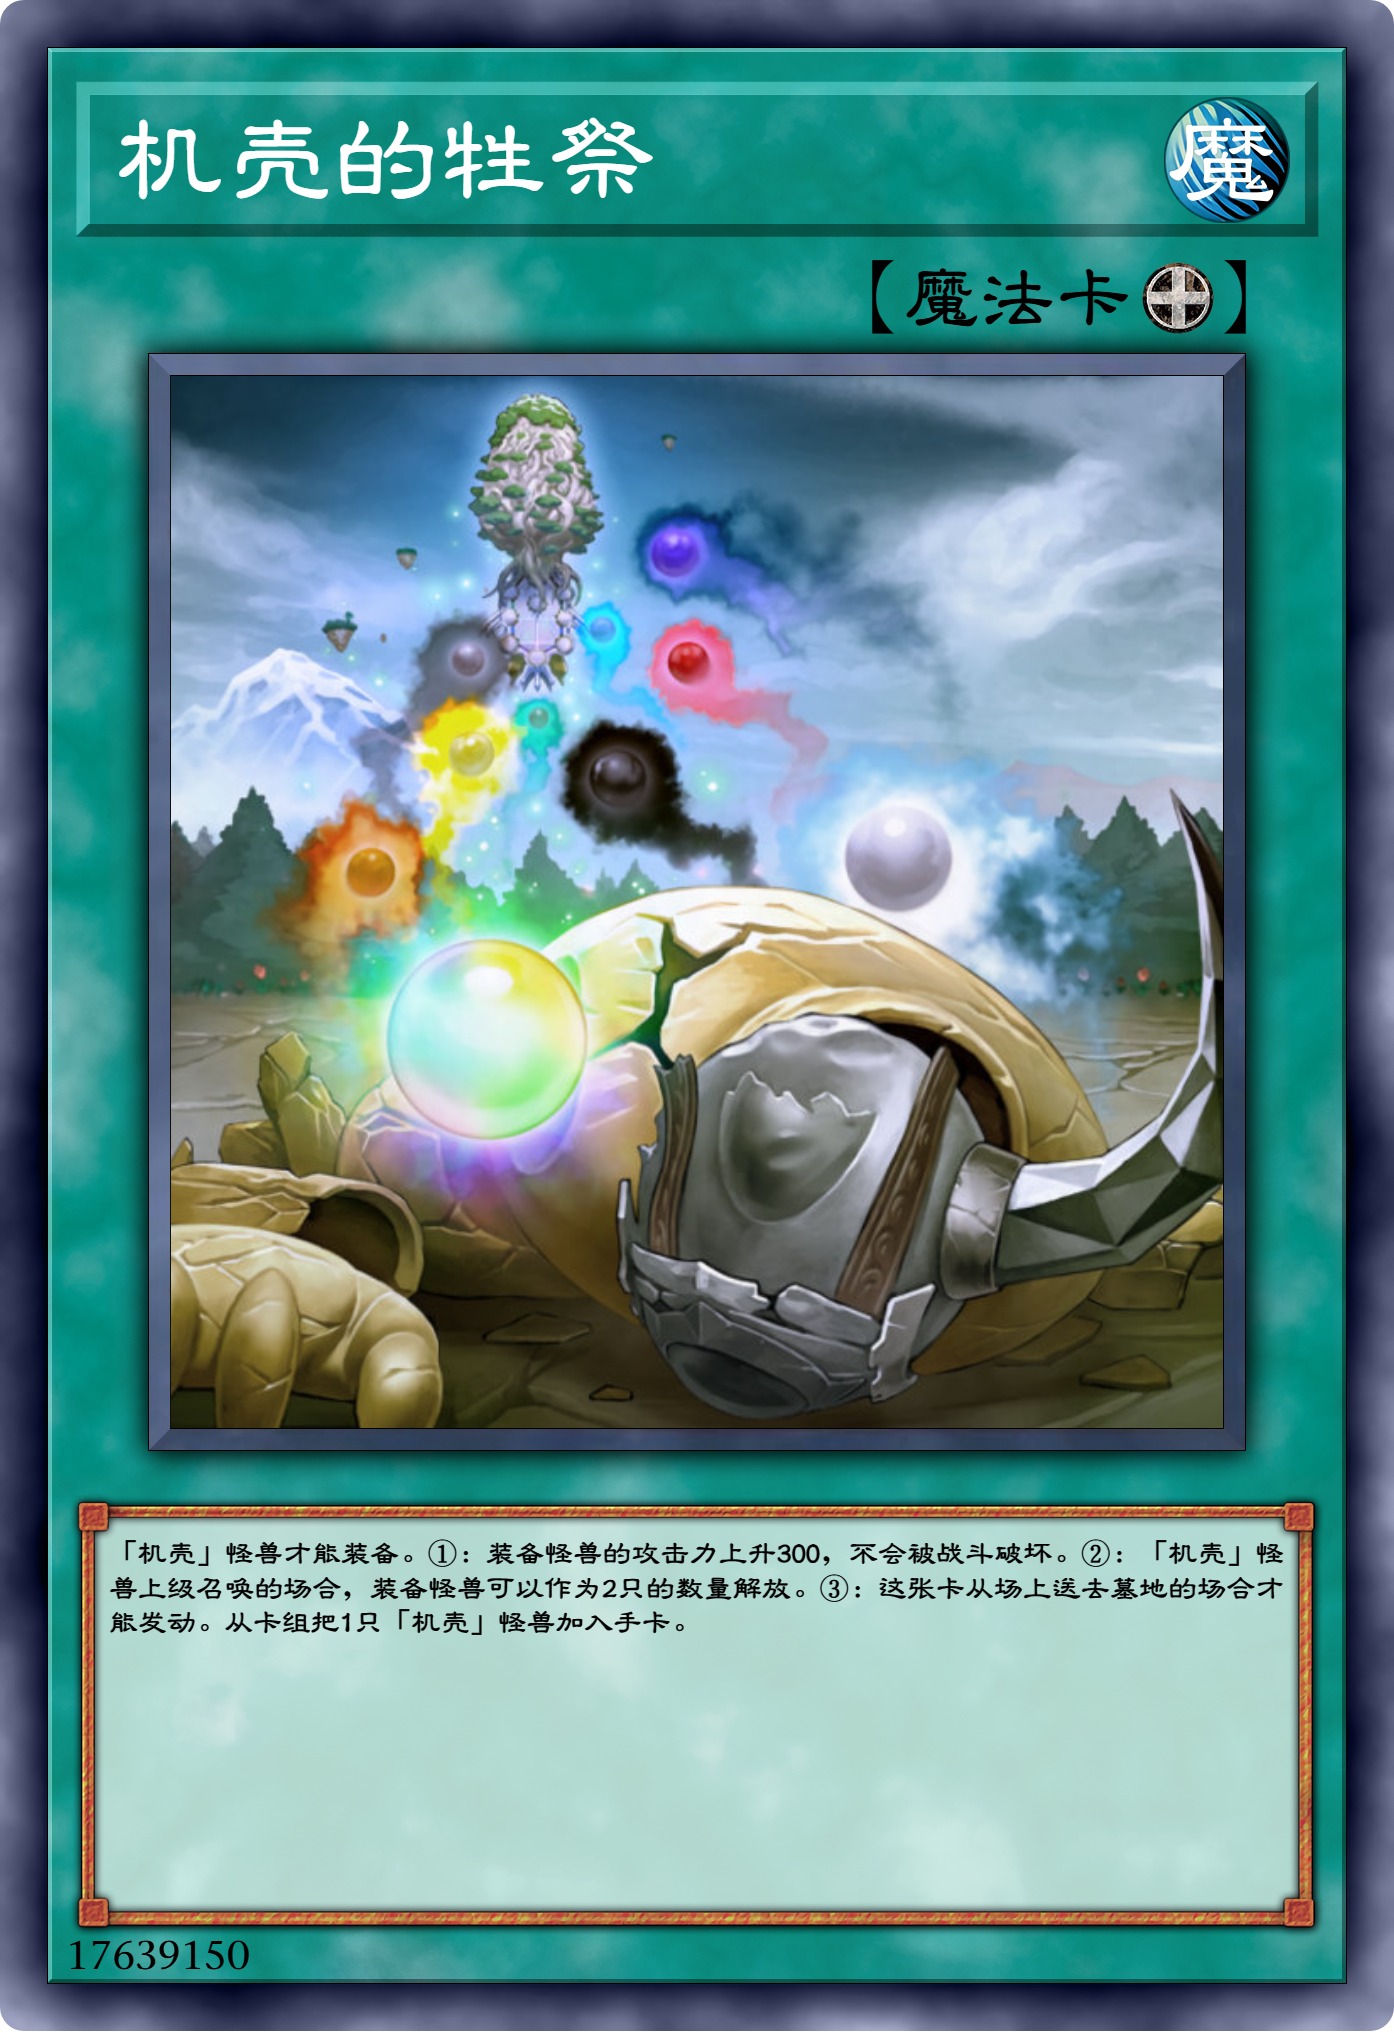 机壳的牲祭
魔
【魔法卡】
「机壳」怪兽才能装备。①：装备怪兽的攻击力上升300，不会被战斗破坏。②：「机壳」怪
兽上级召唤的场合，装备怪兽可以作为2只的数量解放。③：这张卡从场上送去墓地的场合才
能发动。从卡组把1只「机壳」怪兽加入手卡。
17639150